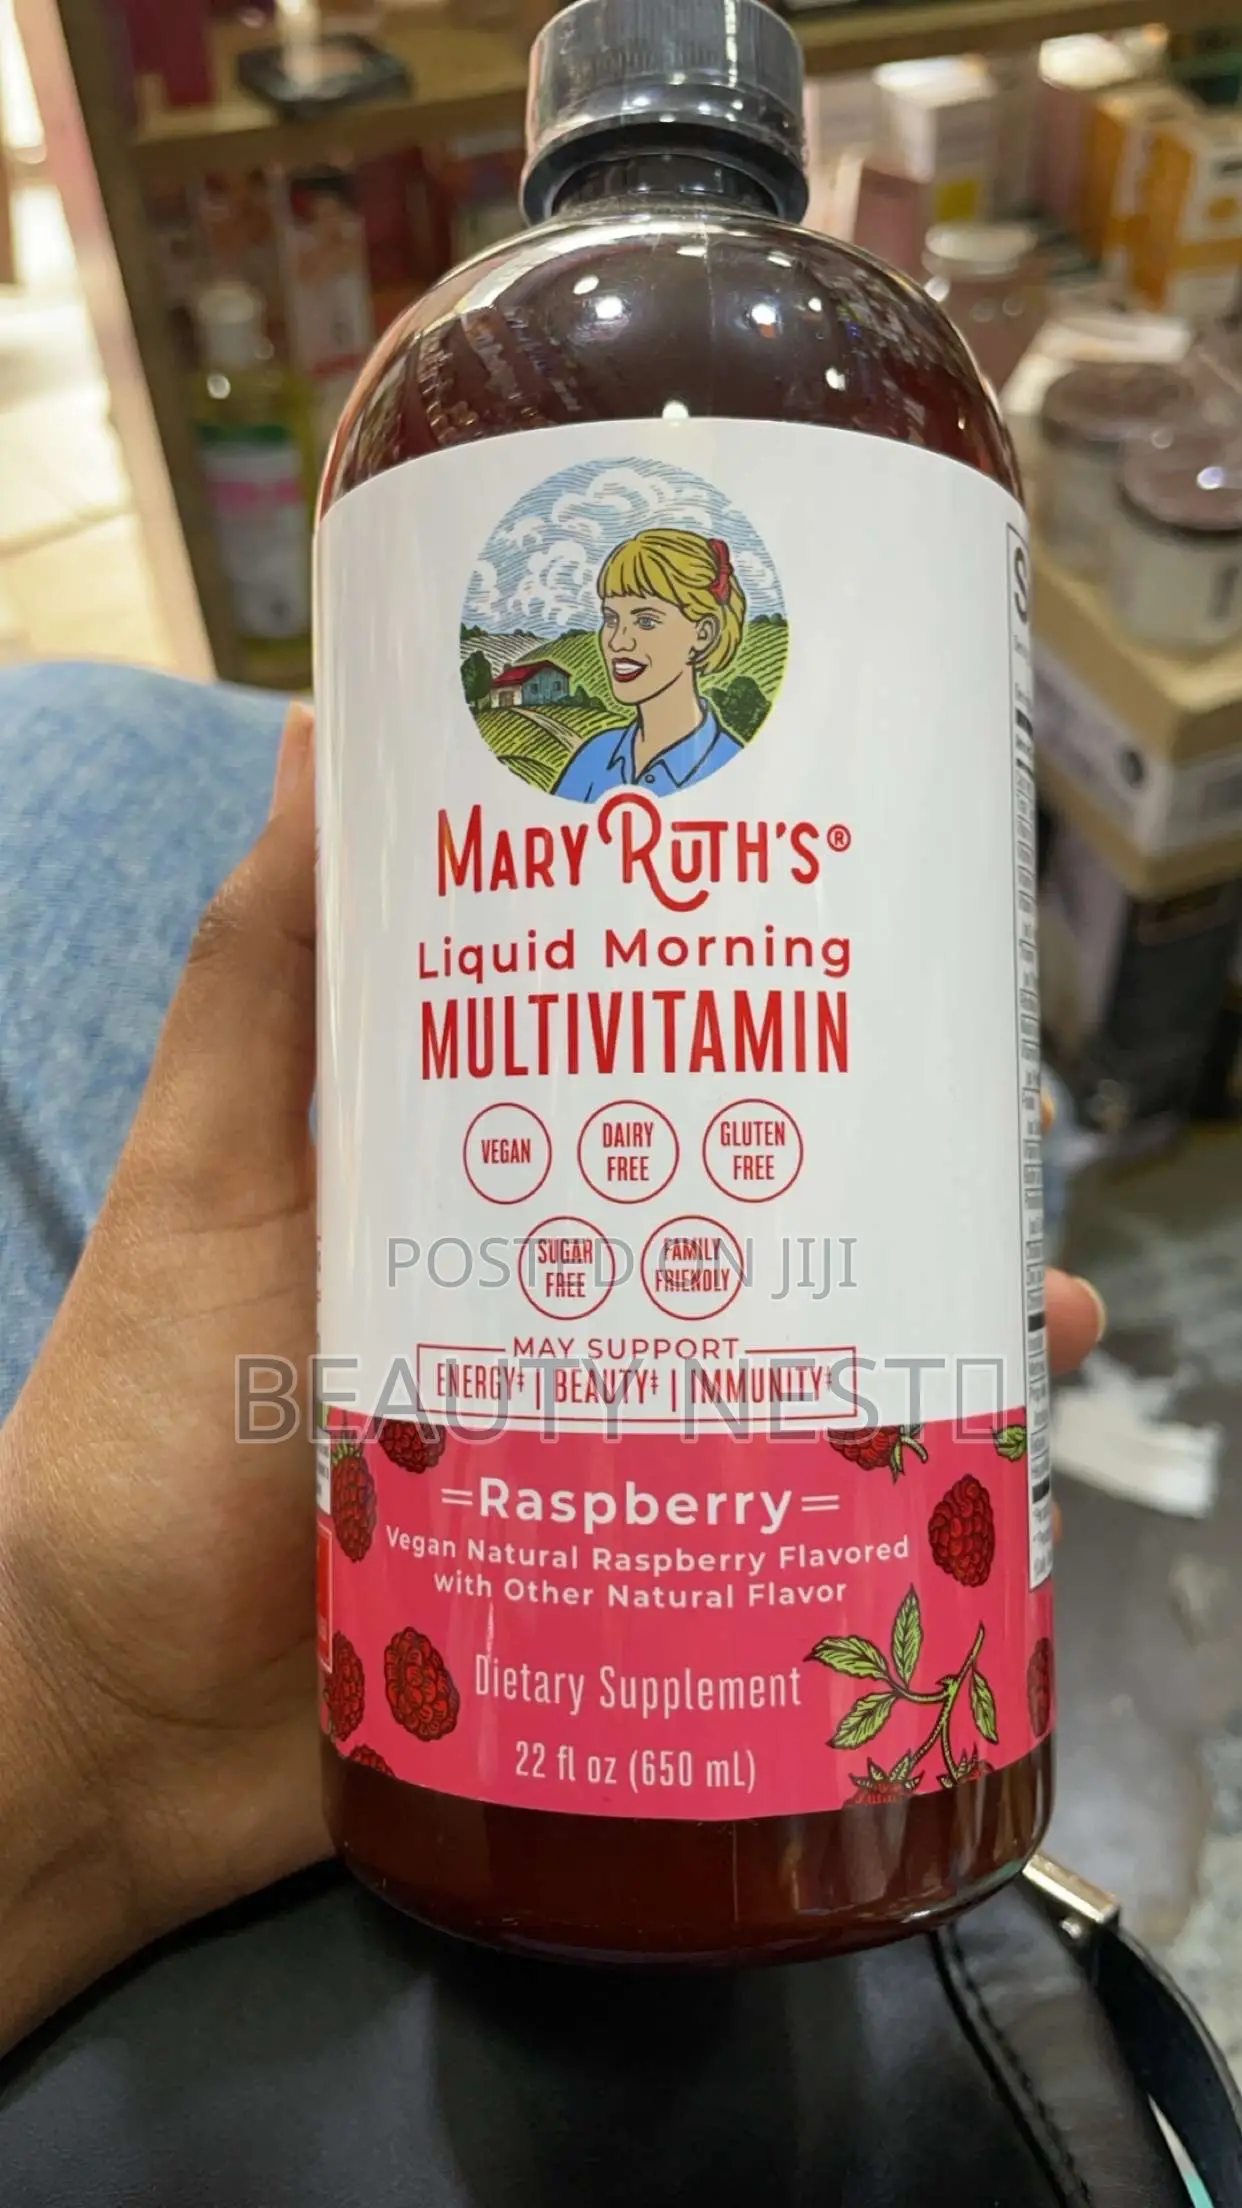 MARY RUTH'S®
Liquid Morning
MULTIVITAMIN
VEGAN
DAIRY
FREE
GLUTEN
FREE
SUGAR
FREE
FAMILY
FRIENDLY
POSTED ON JIJI
MAY SUPPORT
ENERGY‡ | BEAUTY‡ | IMMUNITY‡
BEAUTY NEST
Raspberry
Vegan Natural Raspberry Flavored
with Other Natural Flavor
Dietary Supplement
22 fl oz (650 mL)